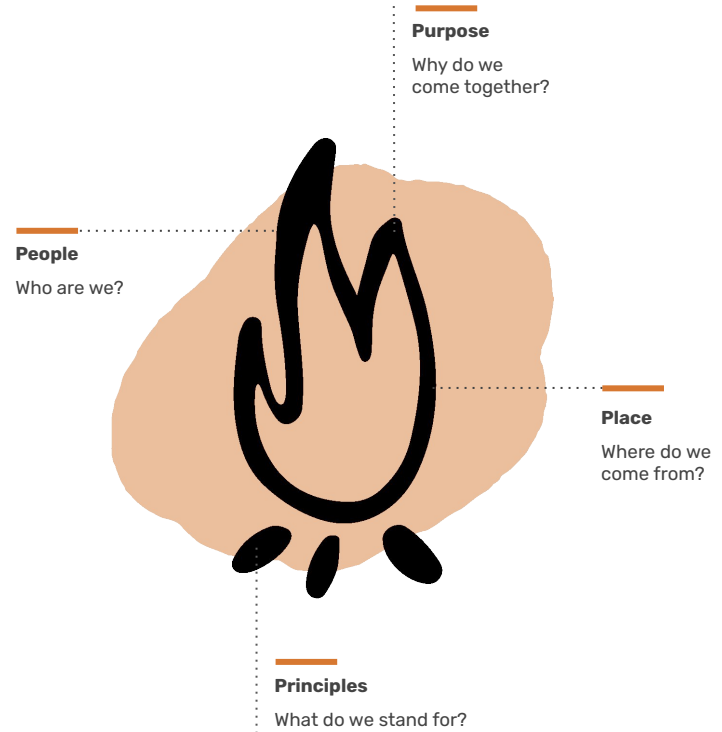 Purpose
Why do we
come together?
People
Who are we?
Place
Where do we
come from?
Principles
What do we stand for?